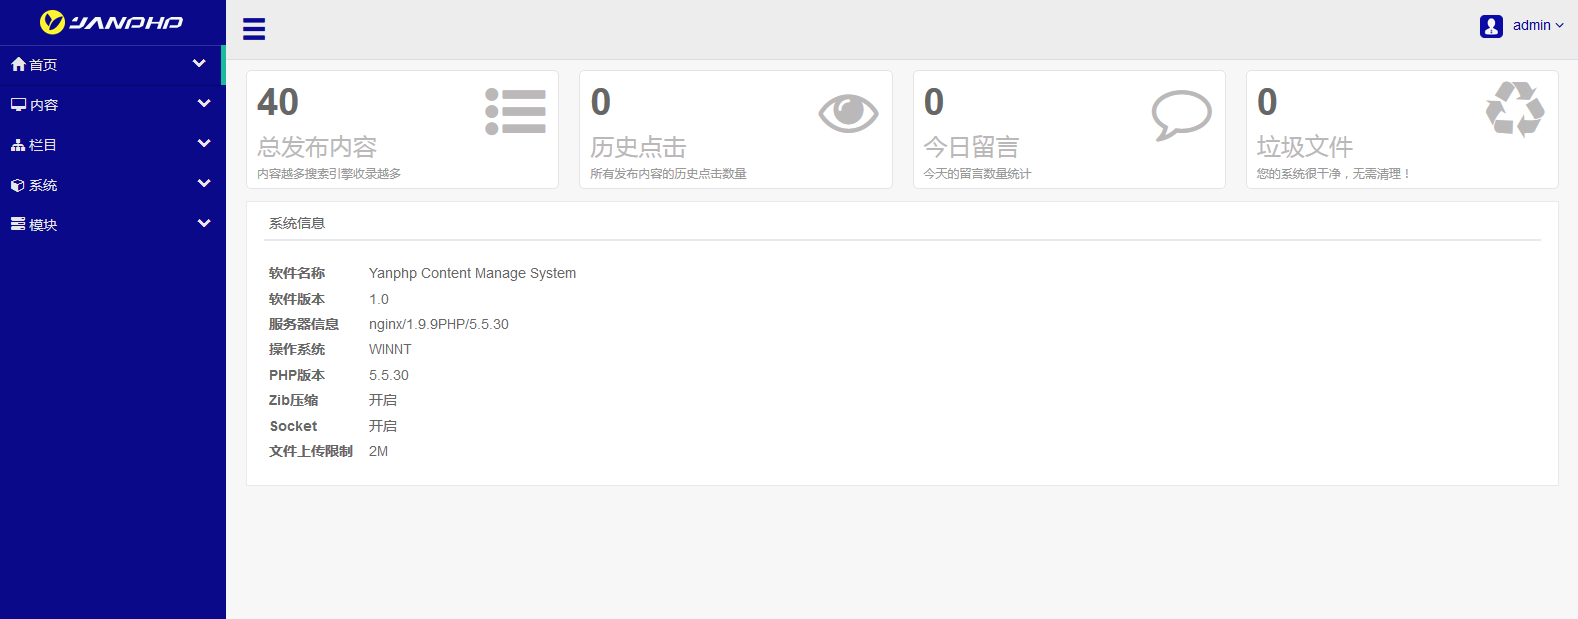 YANPHP
admin
首页
内容
栏目
系统
模块
40
总发布内容
内容越多搜索引擎收录越多
0
历史点击
所有发布内容的历史点击数量
0
今日留言
今天的留言数量统计
0
垃圾文件
您的系统很干净，无需清理！
系统信息
软件名称 Yanphp Content Manage System
软件版本 1.0
服务器信息 nginx/1.9.9PHP/5.5.30
操作系统 WINNT
PHP版本 5.5.30
Zib压缩 开启
Socket 开启
文件上传限制 2M